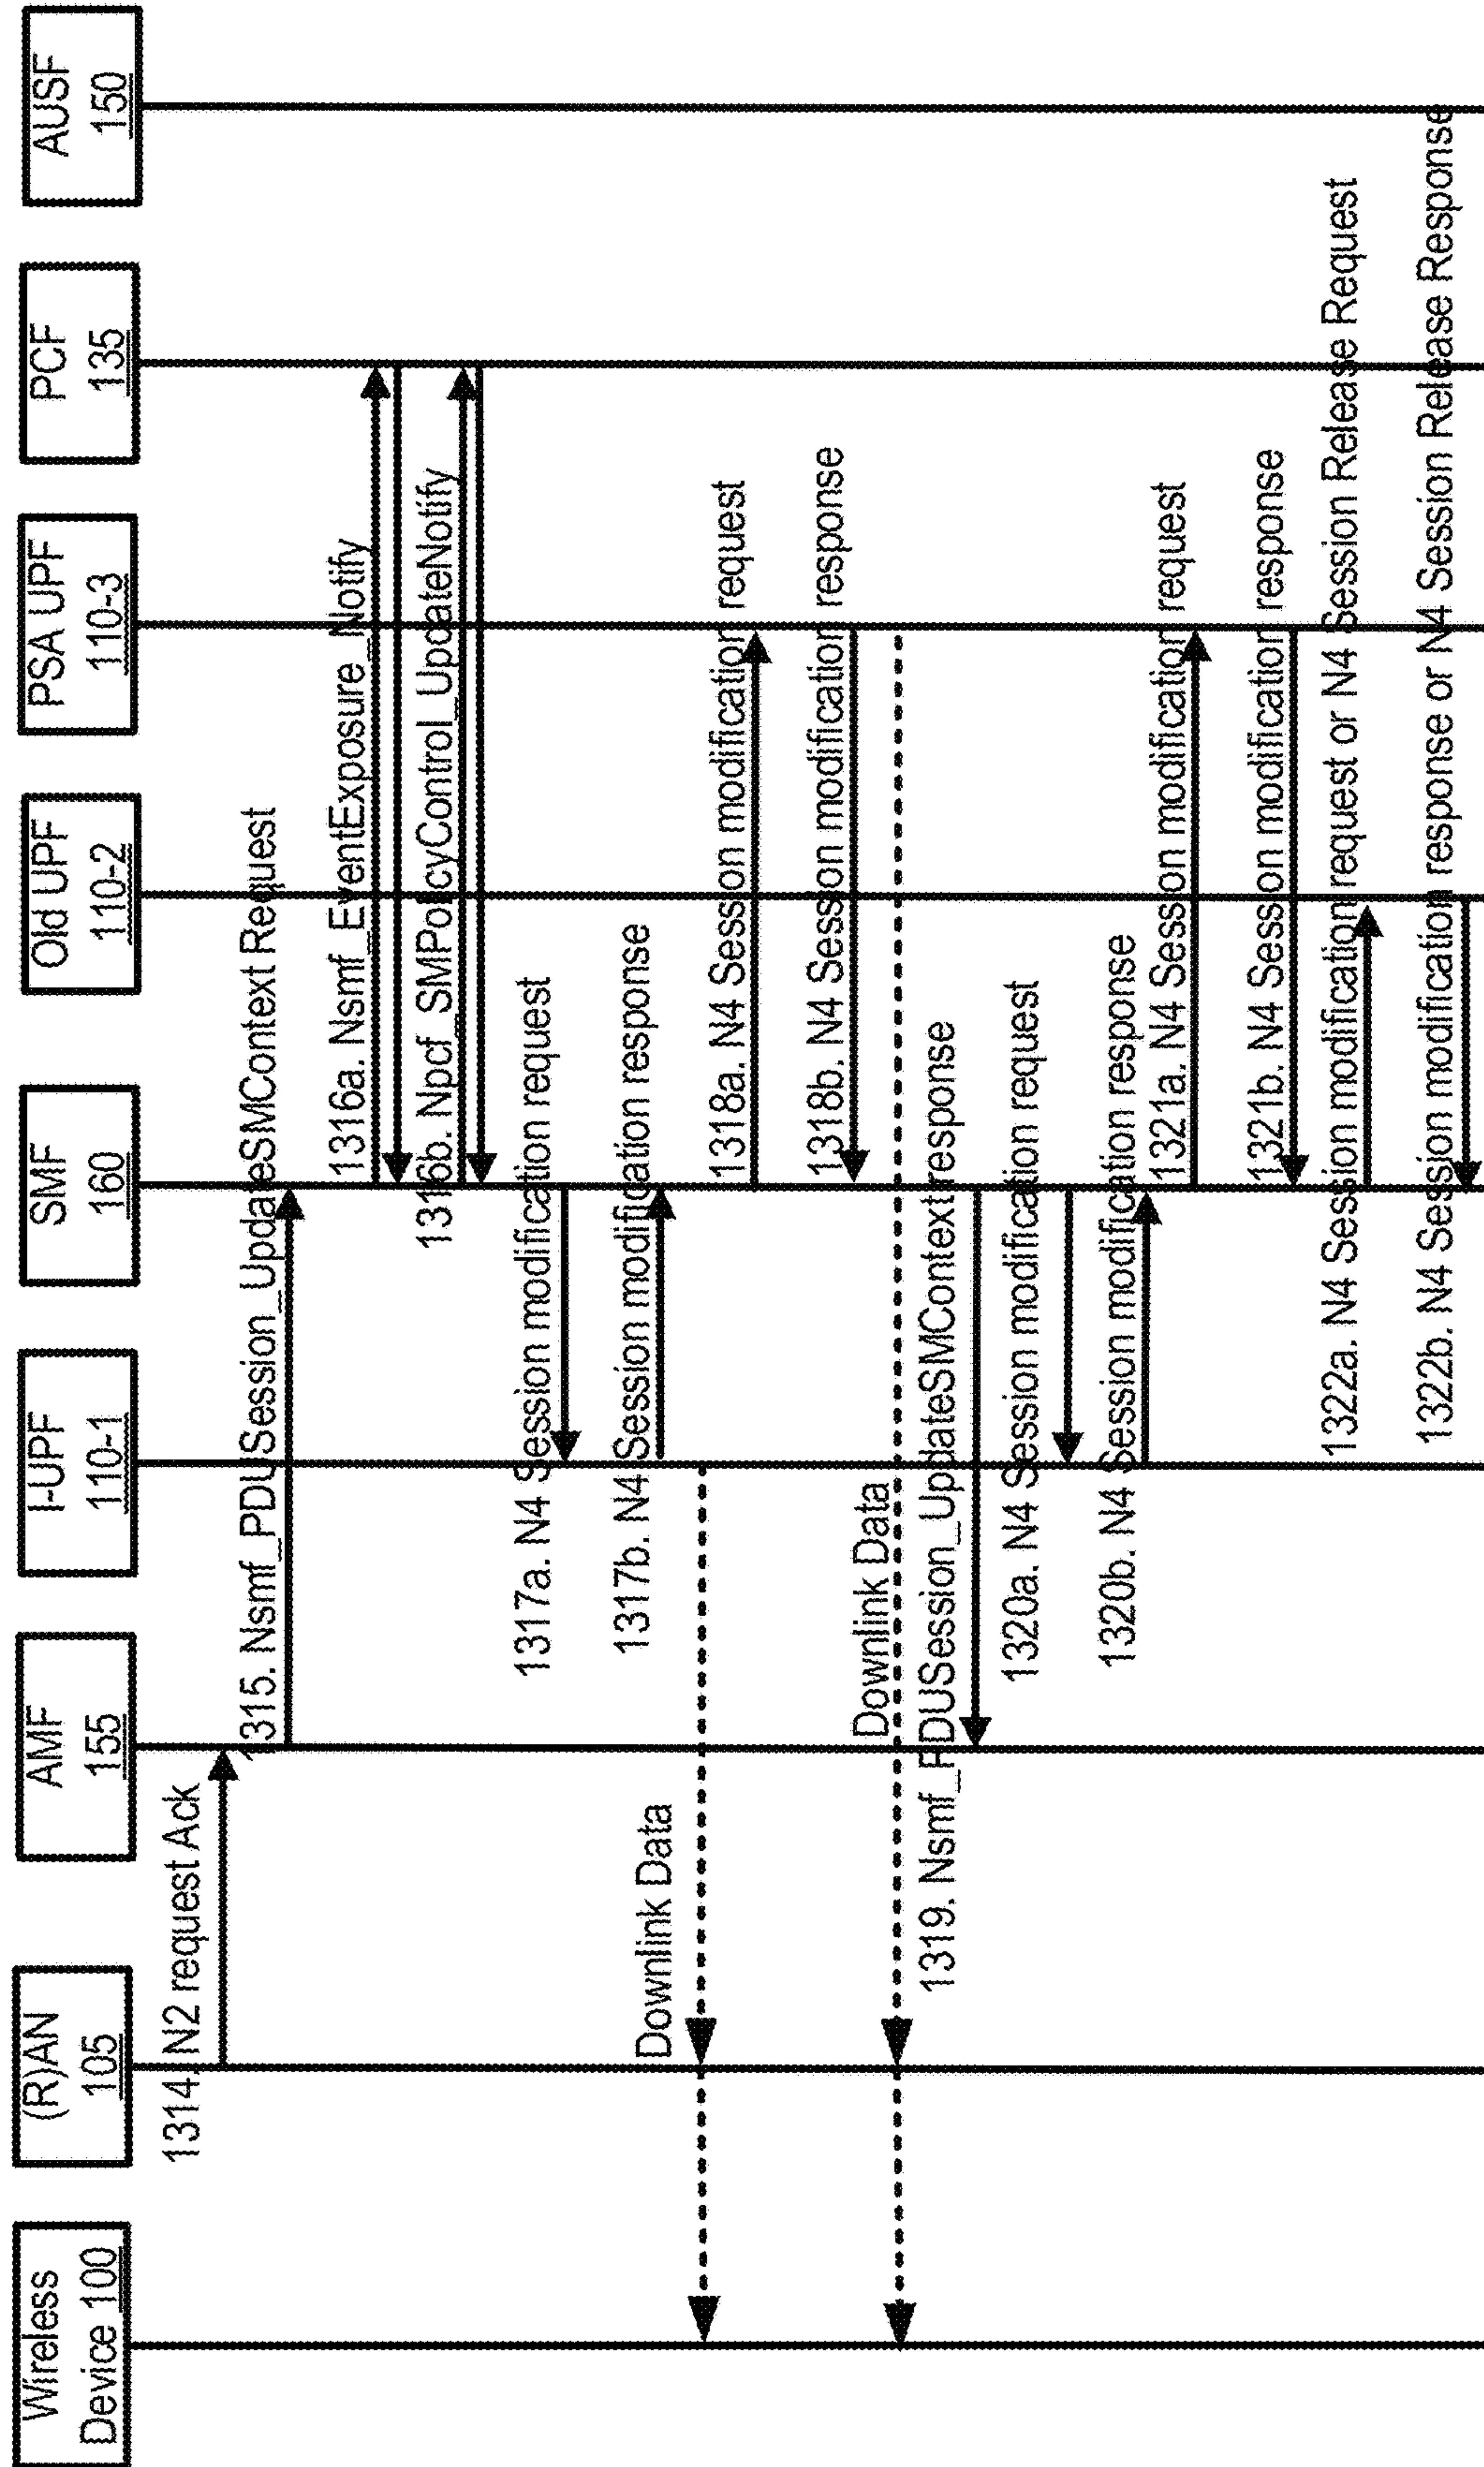 Wireless
Device 100
(R)AN
105
AMF
155
I-UPF
110-1
SMF
160
Old UPF
110-2
PSA UPF
110-3
PCF
135
AUSF
150
1314. N2 request Ack
1315. Nsmf_PDUSession_UpdateSMContext Request
1316a. Nsmf_EventExposure_Notify
1316b. Npcf_SMPolicyControl_UpdateNotify
1317a. N4 Session modification request
1317b. N4 Session modification response
Downlink Data
1318a. N4 Session modification request
1318b. N4 Session modification response
Downlink Data
1319. Nsmf_PDUSession_UpdateSMContext response
1320a. N4 Session modification request
1320b. N4 Session modification response
1321a. N4 Session modification request
1321b. N4 Session modification response
1322a. N4 Session modification request or N4 Session Release Request
1322b. N4 Session modification response or N4 Session Release Response